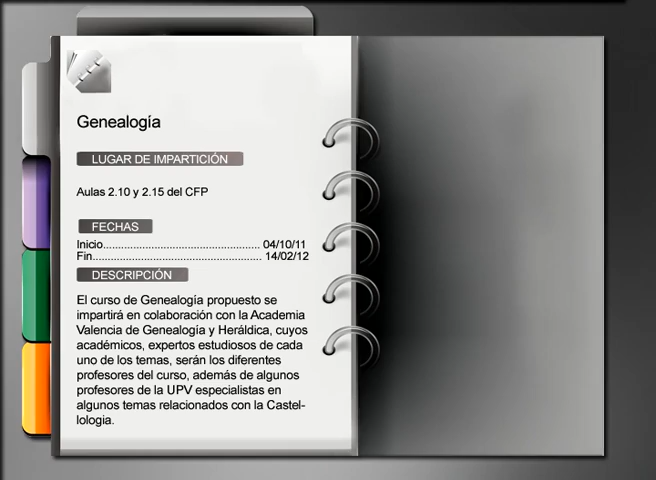 Genealogía
LUGAR DE IMPARTICIÓN
Aulas 2.10 y 2.15 del CFP
FECHAS
Inicio.................................................... 04/10/11
Fin........................................................ 14/02/12
DESCRIPCIÓN
El curso de Genealogía propuesto se
impartirá en colaboración con la Academia
Valencia de Genealogía y Heráldica, cuyos
académicos, expertos estudiosos de cada
uno de los temas, serán los diferentes
profesores del curso, además de algunos
profesores de la UPV especialistas en
algunos temas relacionados con la Castel-
lologia.